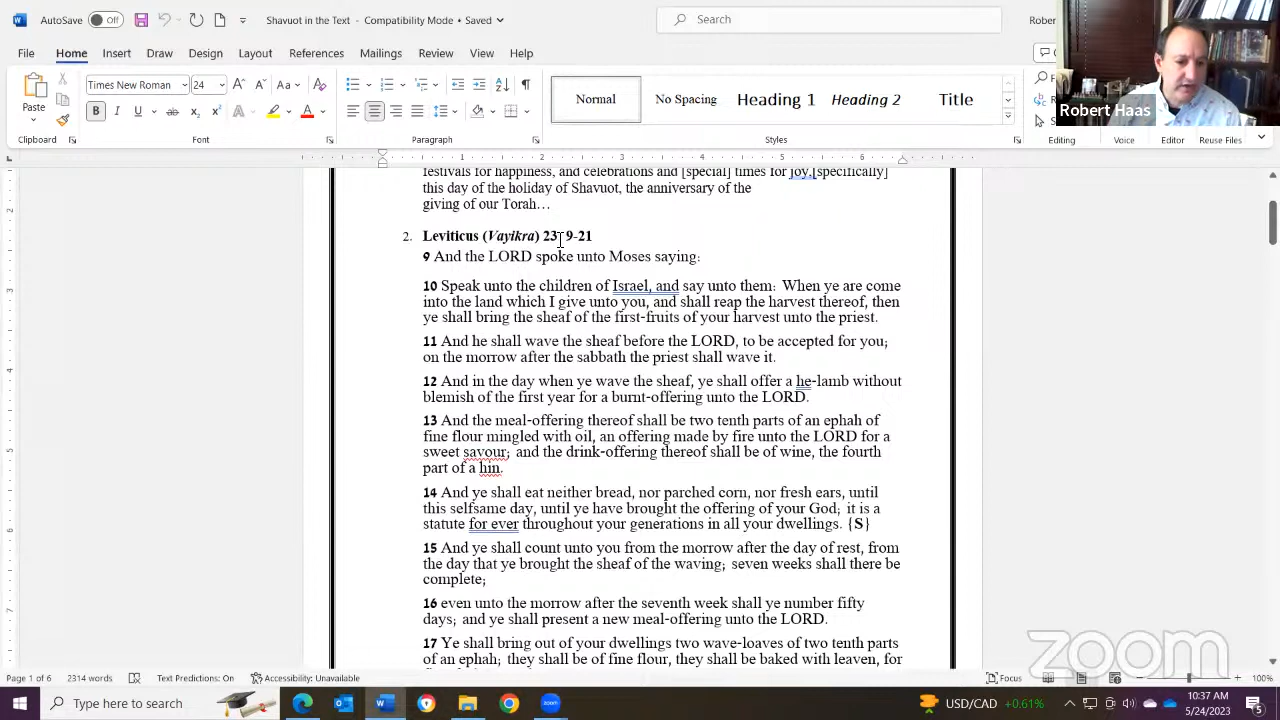 AutoSave Off Shavuot in the Text - Compatibility Mode • Saved Search Rober
File Home Insert Draw Design Layout References Mailings Review View
Times New Roman 24
Paste Normal No Spacing Heading 1 Heading 2 Title
Robert Haas
Clipboard Font Paragraph Styles Editing Voice Editor Reuse Files
festivals for happiness, and celebrations and [special] times for joy,[specifically]
this day of the holiday of Shavuot, the anniversary of the
giving of our Torah…
2. Leviticus (Vayikra) 23 9-21
9 And the LORD spoke unto Moses saying:
10 Speak unto the children of Israel, and say unto them: When ye are come
into the land which I give unto you, and shall reap the harvest thereof, then
ye shall bring the sheaf of the first-fruits of your harvest unto the priest.
11 And he shall wave the sheaf before the LORD, to be accepted for you;
on the morrow after the sabbath the priest shall wave it.
12 And in the day when ye wave the sheaf, ye shall offer a he-lamb without
blemish of the first year for a burnt-offering unto the LORD.
13 And the meal-offering thereof shall be two tenth parts of an ephah of
fine flour mingled with oil, an offering made by fire unto the LORD for a
sweet savour; and the drink-offering thereof shall be of wine, the fourth
part of a hin.
14 And ye shall eat neither bread, nor parched corn, nor fresh ears, until
this selfsame day, until ye have brought the offering of your God; it is a
statute for ever throughout your generations in all your dwellings. {S}
15 And ye shall count unto you from the morrow after the day of rest, from
the day that ye brought the sheaf of the waving; seven weeks shall there be
complete;
16 even unto the morrow after the seventh week shall ye number fifty
days; and ye shall present a new meal-offering unto the LORD.
17 Ye shall bring out of your dwellings two wave-loaves of two tenth parts
of an ephah; they shall be of fine flour, they shall be baked with leaven, for
zoom
Page 1 of 6 2314 words Text Predictions: On Accessibility: Unavailable Focus 100%
Type here to search USD/CAD +0.61% 10:37 AM
5/24/2023 5